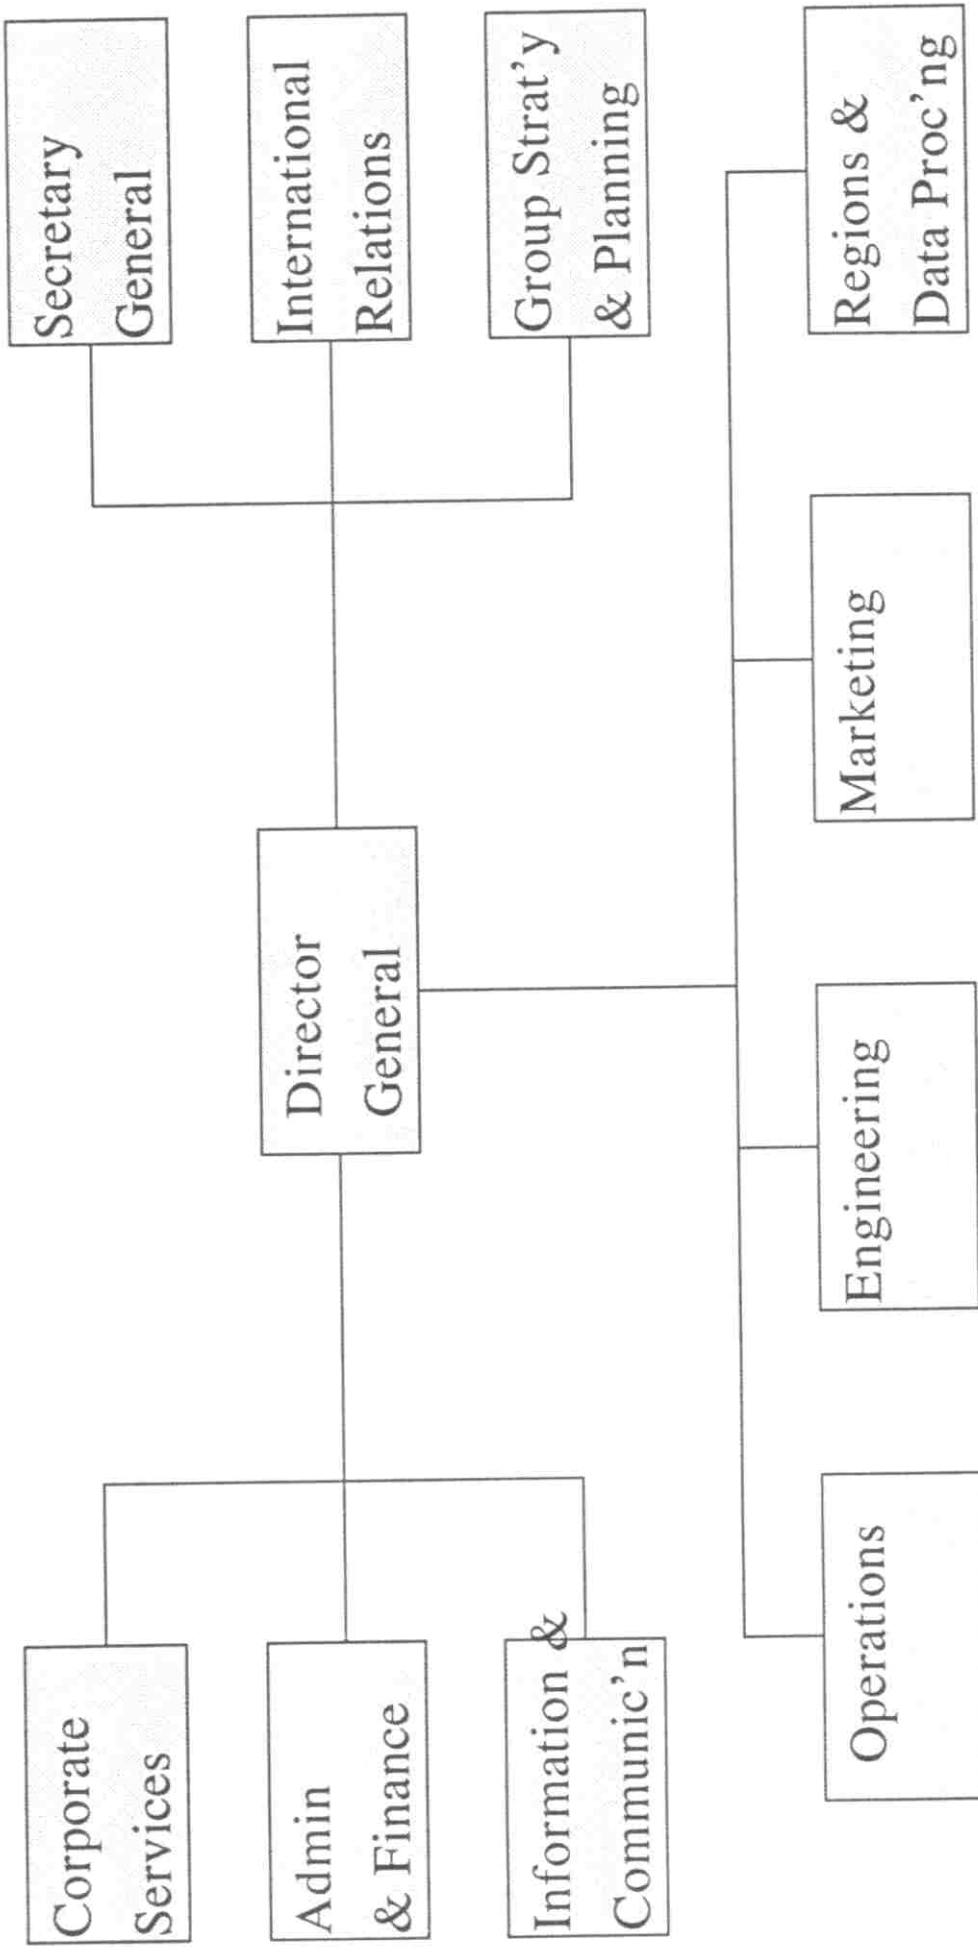 Corporate
Services
Admin
& Finance
Information &
Communic'n
Director
General
Secretary
General
International
Relations
Group Strat'y
& Planning
Operations
Engineering
Marketing
Regions &
Data Proc'ng